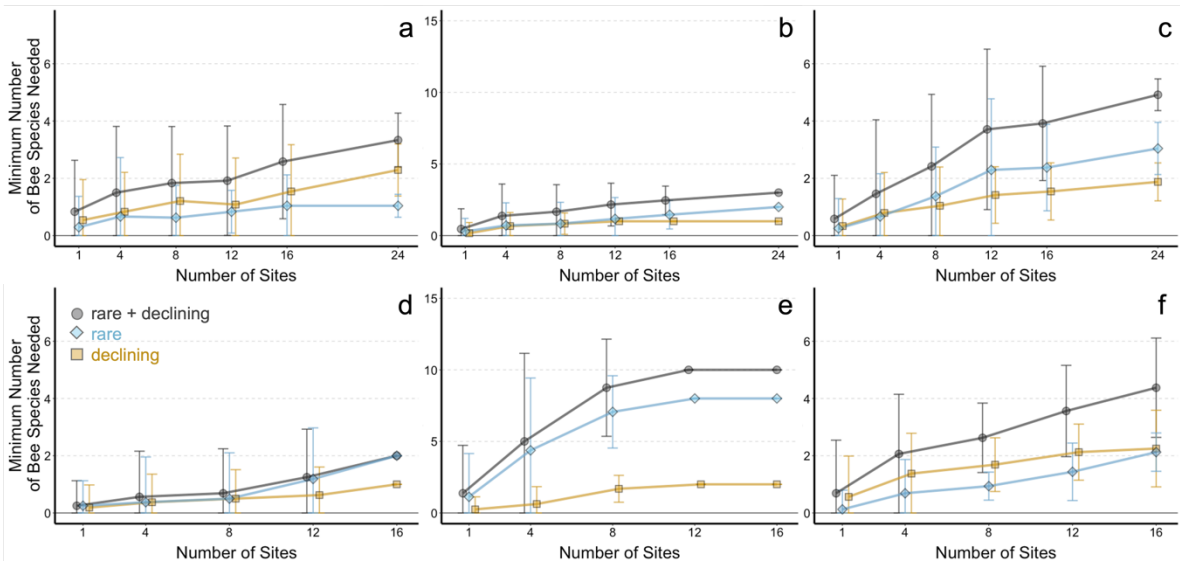 a
Minimum Number
of Bee Species Needed
6
4
2
0
1 4 8 12 16 24
Number of Sites
b
15
10
5
0
1 4 8 12 16 24
Number of Sites
c
6
4
2
0
1 4 8 12 16 24
Number of Sites
d
rare + declining
rare
declining
Minimum Number
of Bee Species Needed
6
4
2
0
1 4 8 12 16
Number of Sites
e
15
10
5
0
1 4 8 12 16
Number of Sites
f
6
4
2
0
1 4 8 12 16
Number of Sites